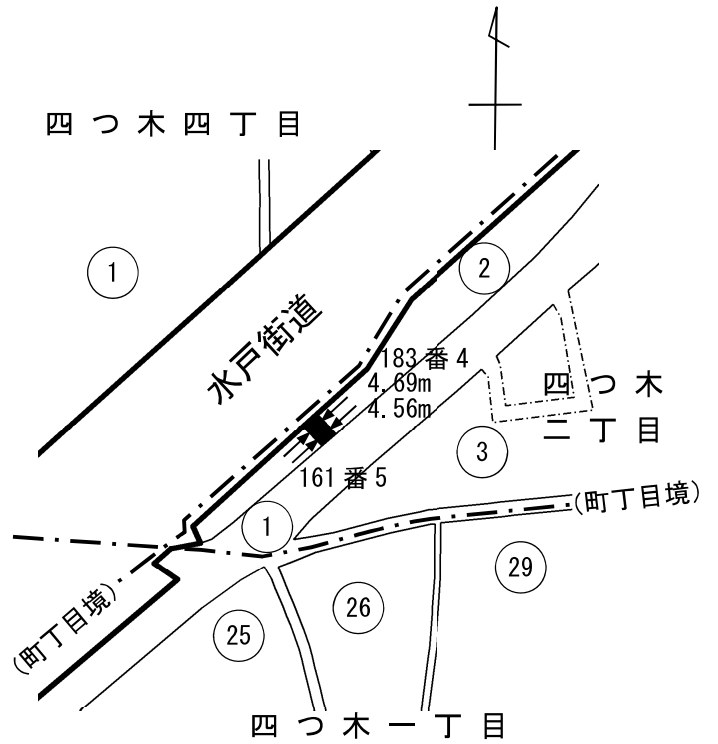 四つ木四丁目
1
2
水戸街道
183番4
4.69m
4.56m
四つ木
二丁目
3
161番5
(町丁目境)
1
29
26
25
(町丁目境)
四つ木一丁目